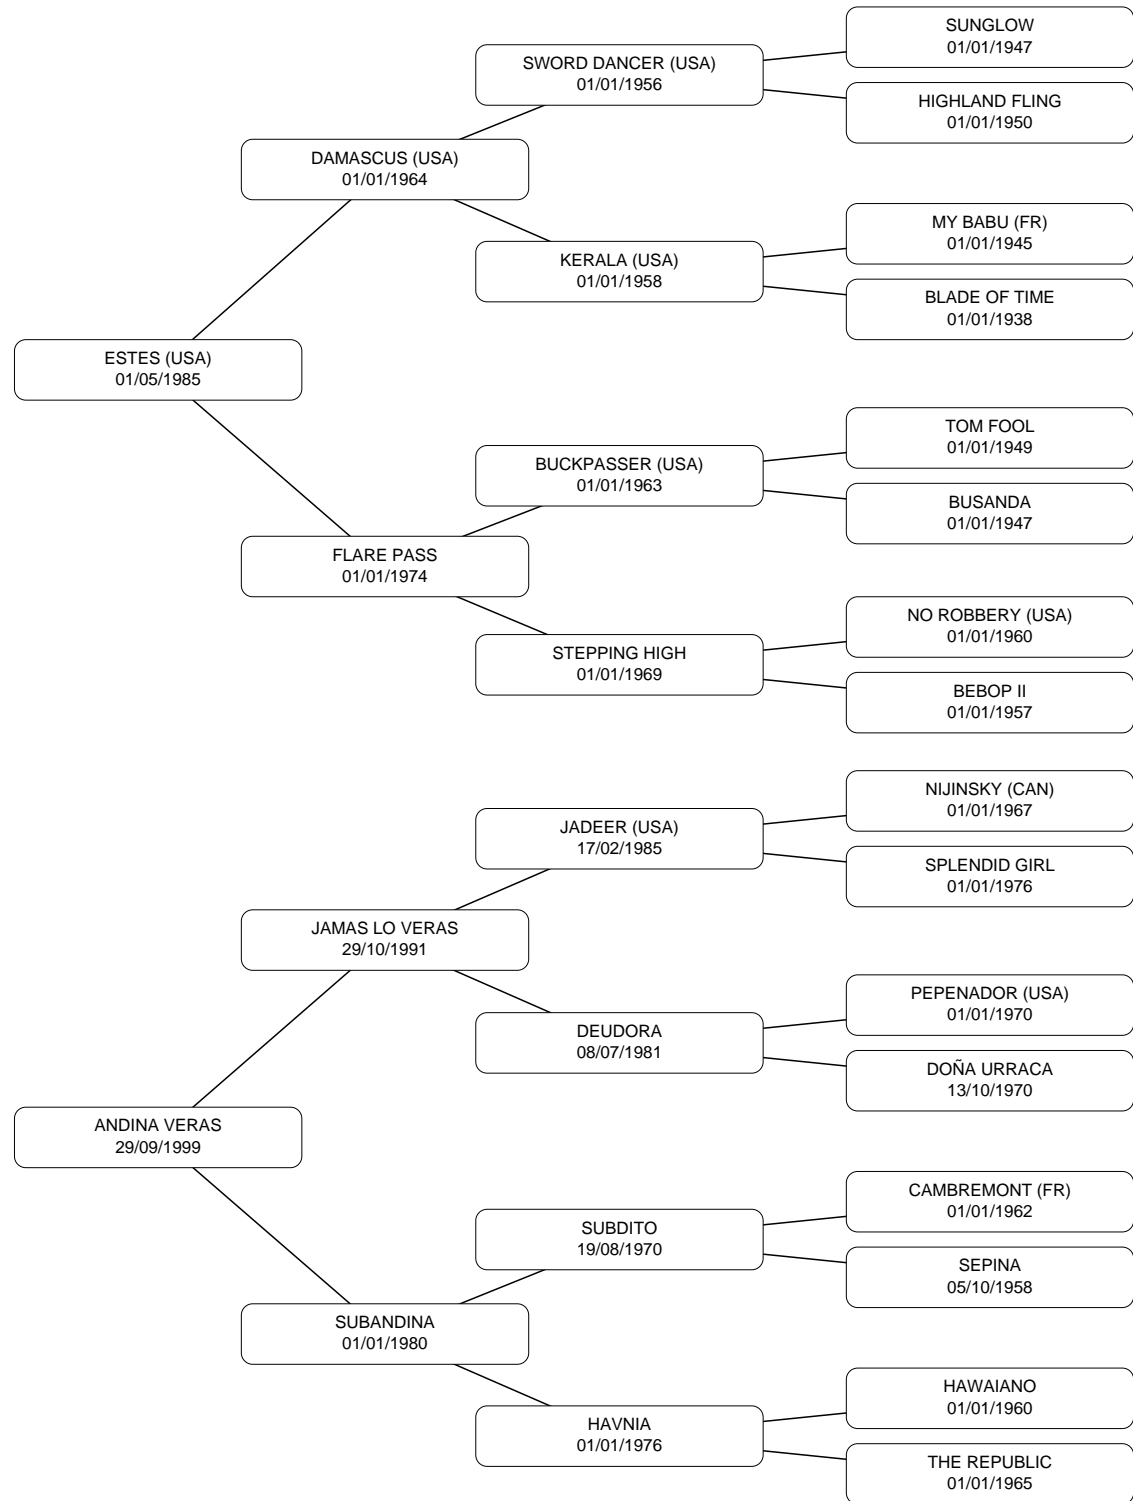 SUNGLOW
01/01/1947
SWORD DANCER (USA)
01/01/1956
HIGHLAND FLING
01/01/1950
DAMASCUS (USA)
01/01/1964
MY BABU (FR)
01/01/1945
KERALA (USA)
01/01/1958
BLADE OF TIME
01/01/1938
ESTES (USA)
01/05/1985
TOM FOOL
01/01/1949
BUCKPASSER (USA)
01/01/1963
BUSANDA
01/01/1947
FLARE PASS
01/01/1974
NO ROBBERY (USA)
01/01/1960
STEPPING HIGH
01/01/1969
BEBOP II
01/01/1957
NIJINSKY (CAN)
01/01/1967
JADEER (USA)
17/02/1985
SPLENDID GIRL
01/01/1976
JAMAS LO VERAS
29/10/1991
PEPENADOR (USA)
01/01/1970
DEUDORA
08/07/1981
DOÑA URRACA
13/10/1970
ANDINA VERAS
29/09/1999
CAMBREMONT (FR)
01/01/1962
SUBDITO
19/08/1970
SEPINA
05/10/1958
SUBANDINA
01/01/1980
HAWAIANO
01/01/1960
HAVNIA
01/01/1976
THE REPUBLIC
01/01/1965